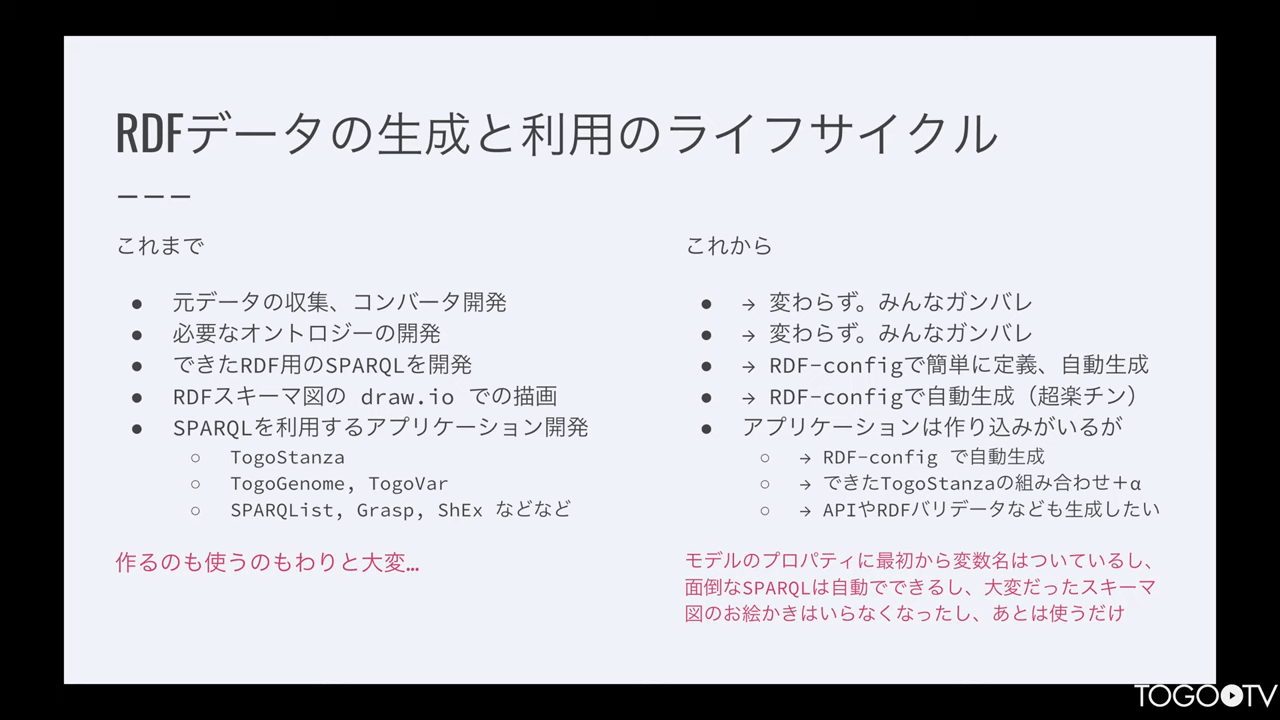 RDFデータの生成と利用のライフサイクル
———
これまで
● 元データの収集、コンバータ開発
● 必要なオントロジーの開発
● できたRDF用のSPARQLを開発
● RDFスキーマ図の draw.io での描画
● SPARQLを利用するアプリケーション開発
○ TogoStanza
○ TogoGenome, TogoVar
○ SPARQList, Grasp, ShEx などなど
作るのも使うのもわりと大変…
これから
● → 変わらず。みんなガンバレ
● → 変わらず。みんなガンバレ
● → RDF-configで簡単に定義、自動生成
● → RDF-configで自動生成（超楽チン）
● アプリケーションは作り込みがいるが
○ → RDF-config で自動生成
○ → できたTogoStanzaの組み合わせ＋α
○ → APIやRDFバリデータなども生成したい
モデルのプロパティに最初から変数名はついているし、
面倒なSPARQLは自動でできるし、大変だったスキーマ
図のお絵かきはいらなくなったし、あとは使うだけ
TOGOTV